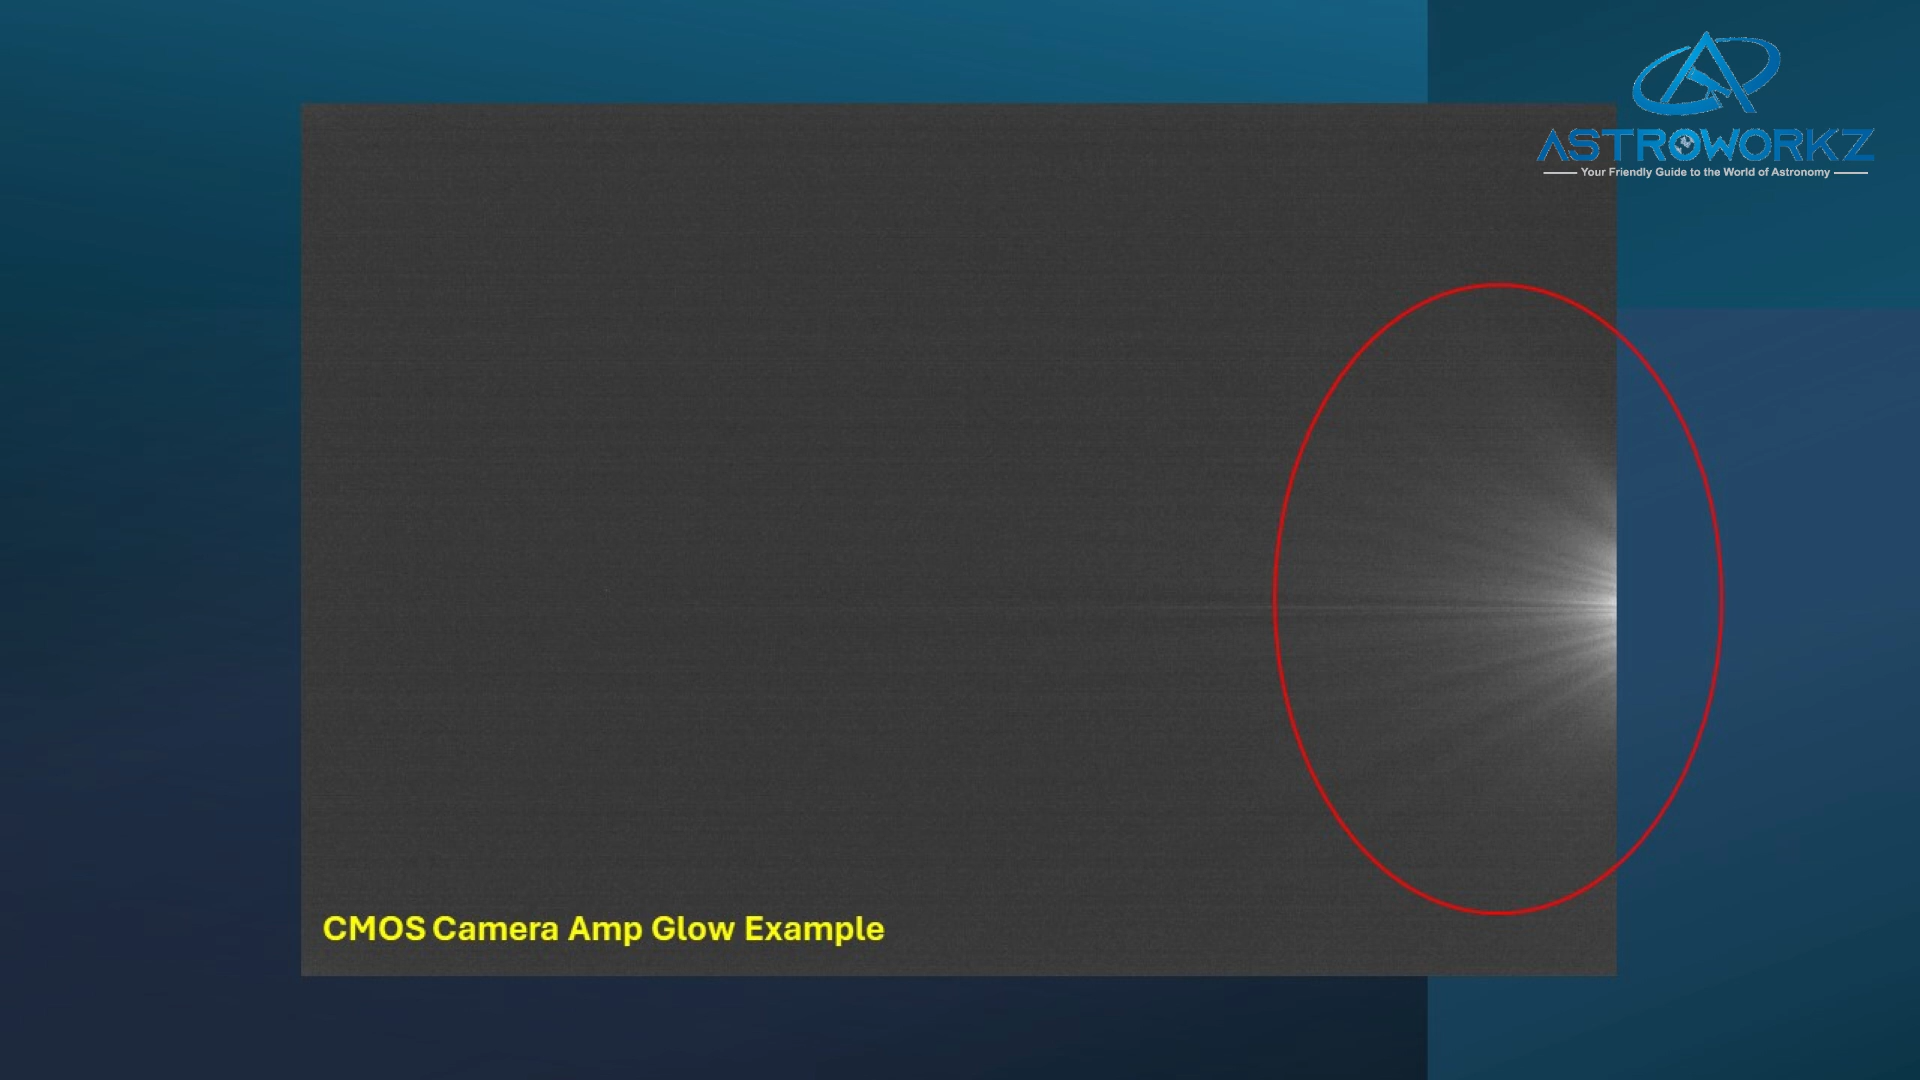 ASTROWORKZ
Your Friendly Guide to the World of Astronomy
CMOS Camera Amp Glow Example